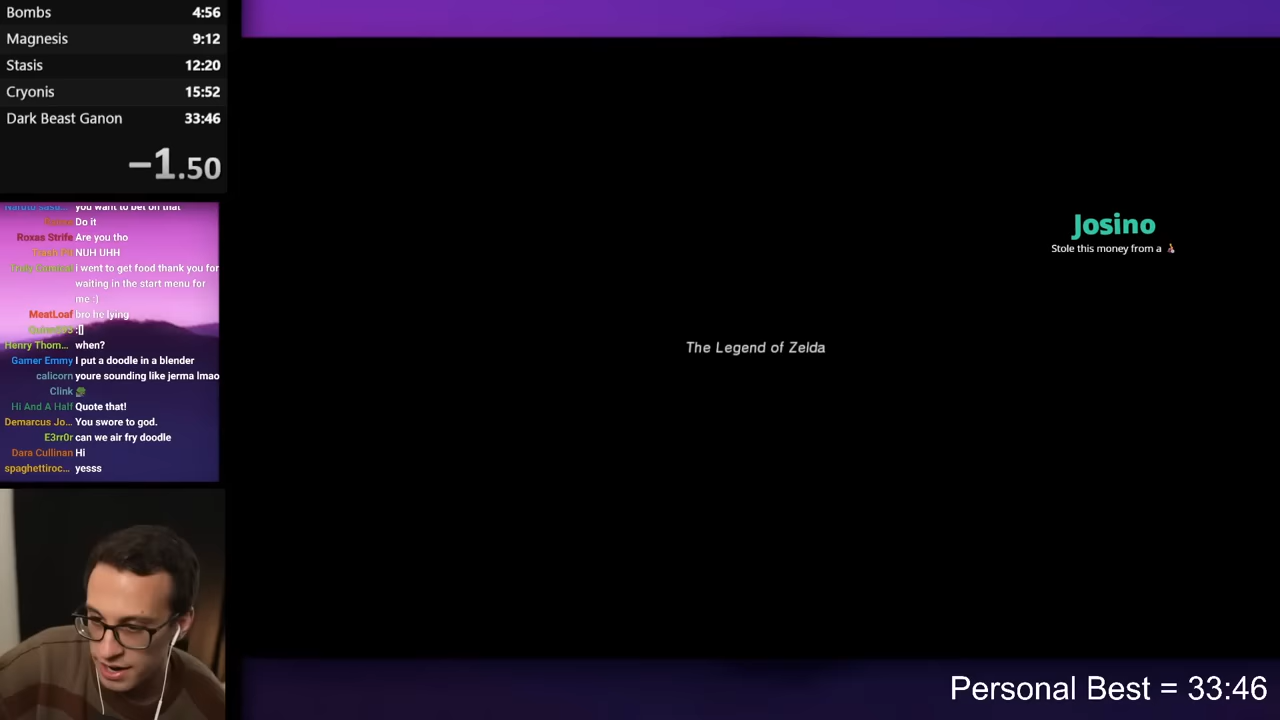 Bombs 4:56
Magnesis 9:12
Stasis 12:20
Cryonis 15:52
Dark Beast Ganon 33:46
−1.50
you want to bet on that
Do it
Roxas Strife Are you tho
NUH UHH
I went to get food thank you for
waiting in the start menu for
me :)
MeatLoaf bro he lying
:[]
Henry Thorn... when?
Gamer Emmy I put a doodle in a blender
calicorn youre sounding like jerma lmao
Clink
Hi And A Half Quote that!
Demarcus Jo... You swore to god.
E3rr0r can we air fry doodle
Dara Cullinan Hi
spaghettiroc... yesss
Josino
Stole this money from a
The Legend of Zelda
Personal Best = 33:46